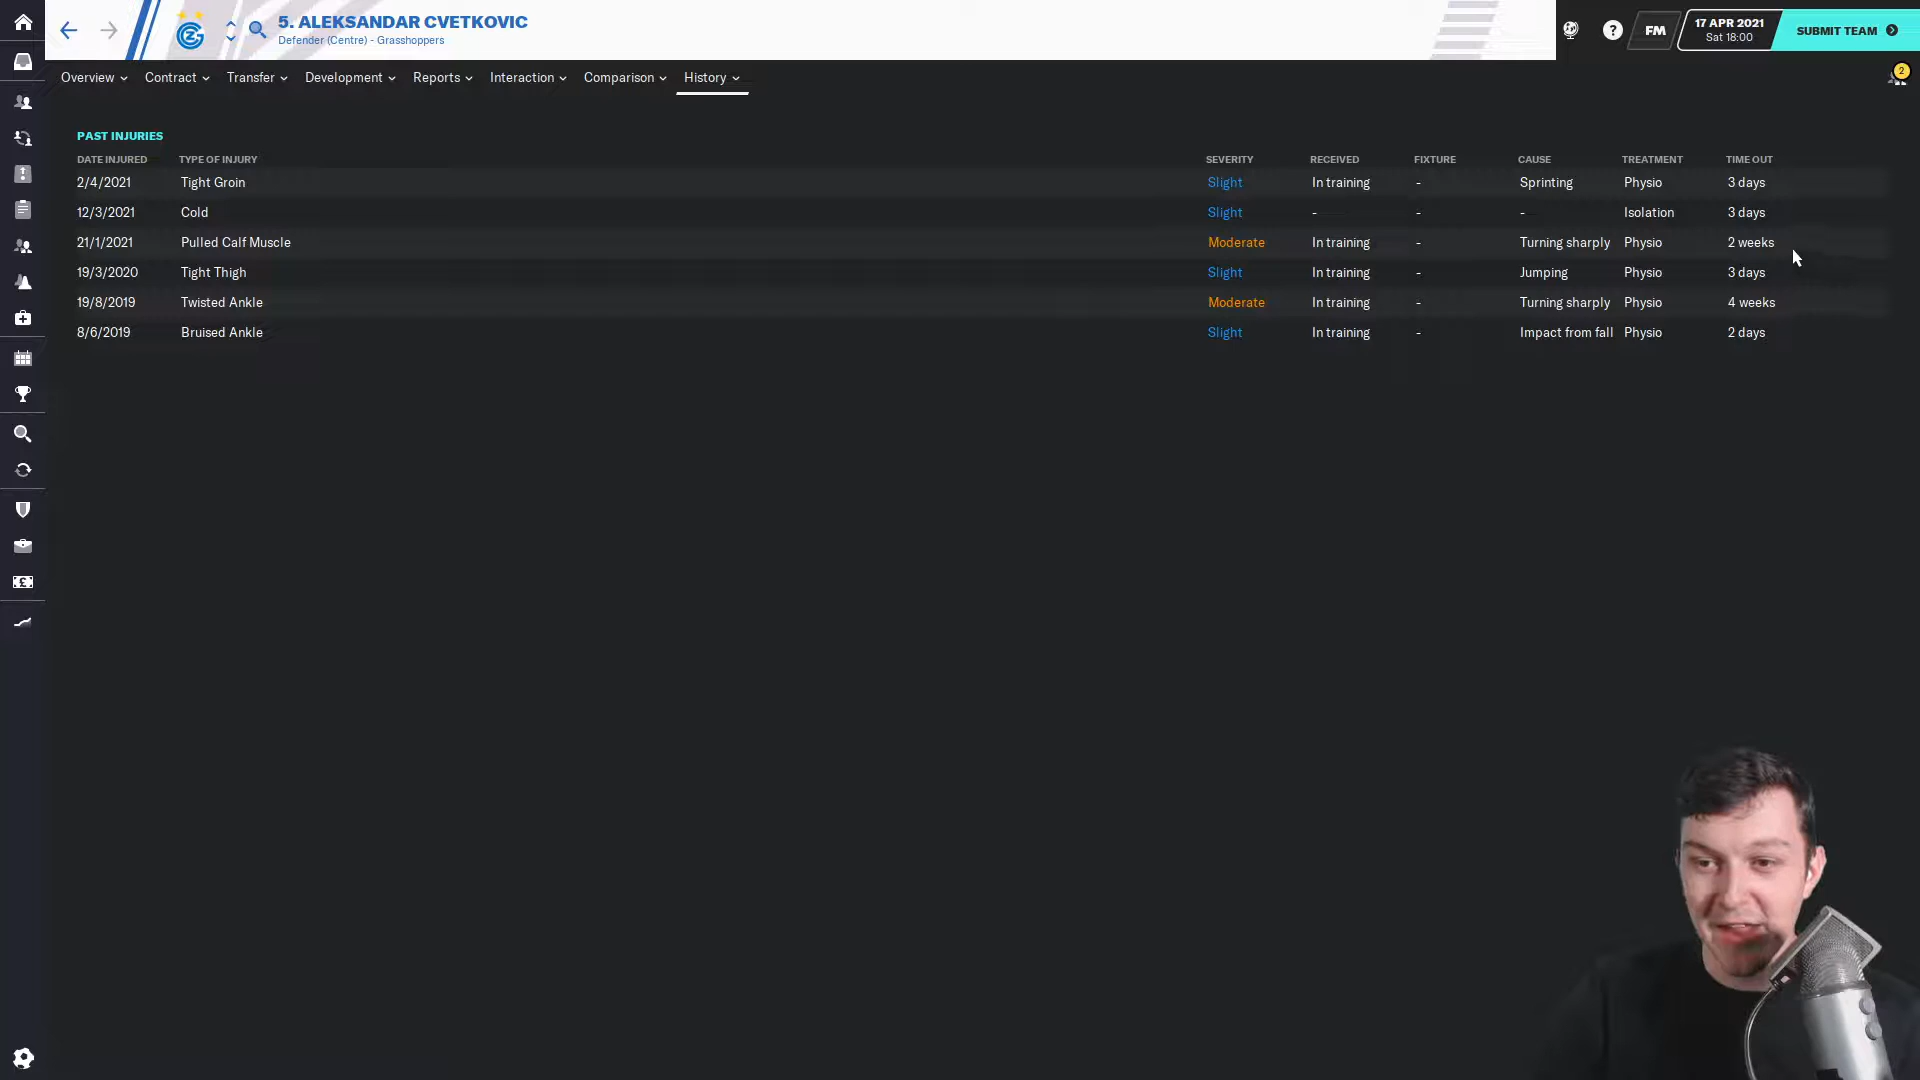 5. ALEKSANDAR CVETKOVIC
Defender (Centre) - Grasshoppers
FM
17 APR 2021
Sat 18:00
SUBMIT TEAM
Overview Contract Transfer Development Reports Interaction Comparison History
2
PAST INJURIES
DATE INJURED TYPE OF INJURY SEVERITY RECEIVED FIXTURE CAUSE TREATMENT TIME OUT
2/4/2021 Tight Groin Slight In training - Sprinting Physio 3 days
12/3/2021 Cold Slight - - - Isolation 3 days
21/1/2021 Pulled Calf Muscle Moderate In training - Turning sharply Physio 2 weeks
19/3/2020 Tight Thigh Slight In training - Jumping Physio 3 days
19/8/2019 Twisted Ankle Moderate In training - Turning sharply Physio 4 weeks
8/6/2019 Bruised Ankle Slight In training - Impact from fall Physio 2 days